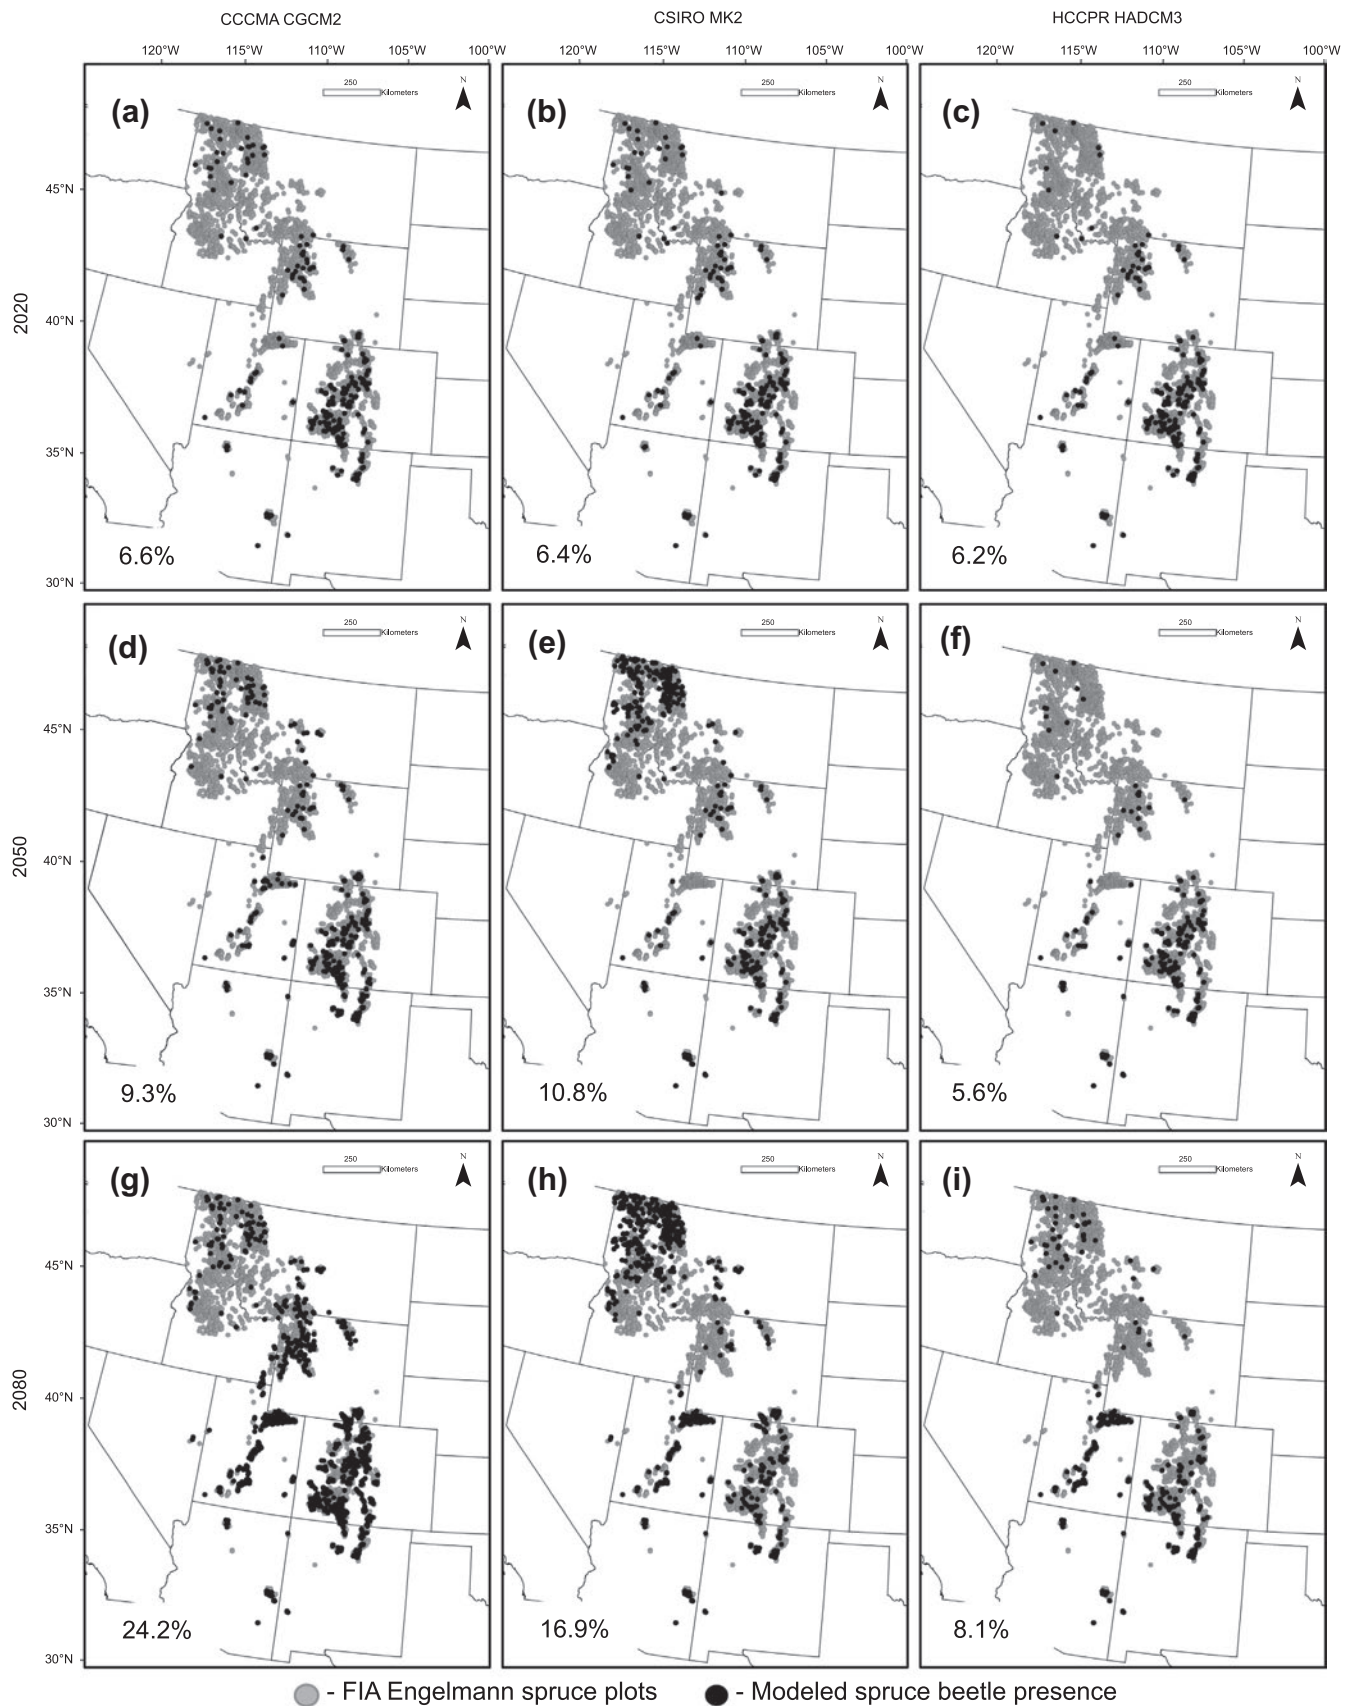 CCCMA CGCM2 CSIRO MK2 HCCPR HADCM3
120°W 115°W 110°W 105°W 100°W 120°W 115°W 110°W 105°W 100°W 120°W 115°W 110°W 105°W 100°W
2020
45°N
40°N
35°N
30°N
(a)
250
Kilometers
N
6.6%
(b)
250
Kilometers
N
6.4%
(c)
250
Kilometers
N
6.2%
2050
45°N
40°N
35°N
30°N
(d)
250
Kilometers
N
9.3%
(e)
250
Kilometers
N
10.8%
(f)
250
Kilometers
N
5.6%
2080
45°N
40°N
35°N
30°N
(g)
250
Kilometers
N
24.2%
(h)
250
Kilometers
N
16.9%
(i)
250
Kilometers
N
8.1%
- FIA Engelmann spruce plots - Modeled spruce beetle presence